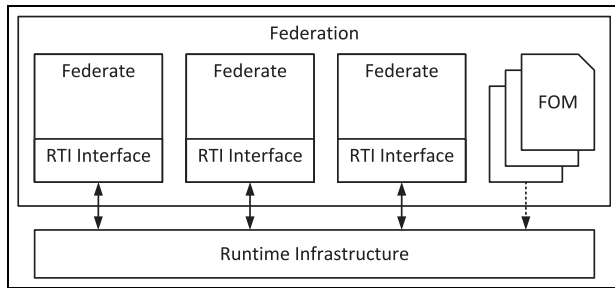 Federation
Federate
Federate
Federate
FOM
RTI Interface
RTI Interface
RTI Interface
Runtime Infrastructure